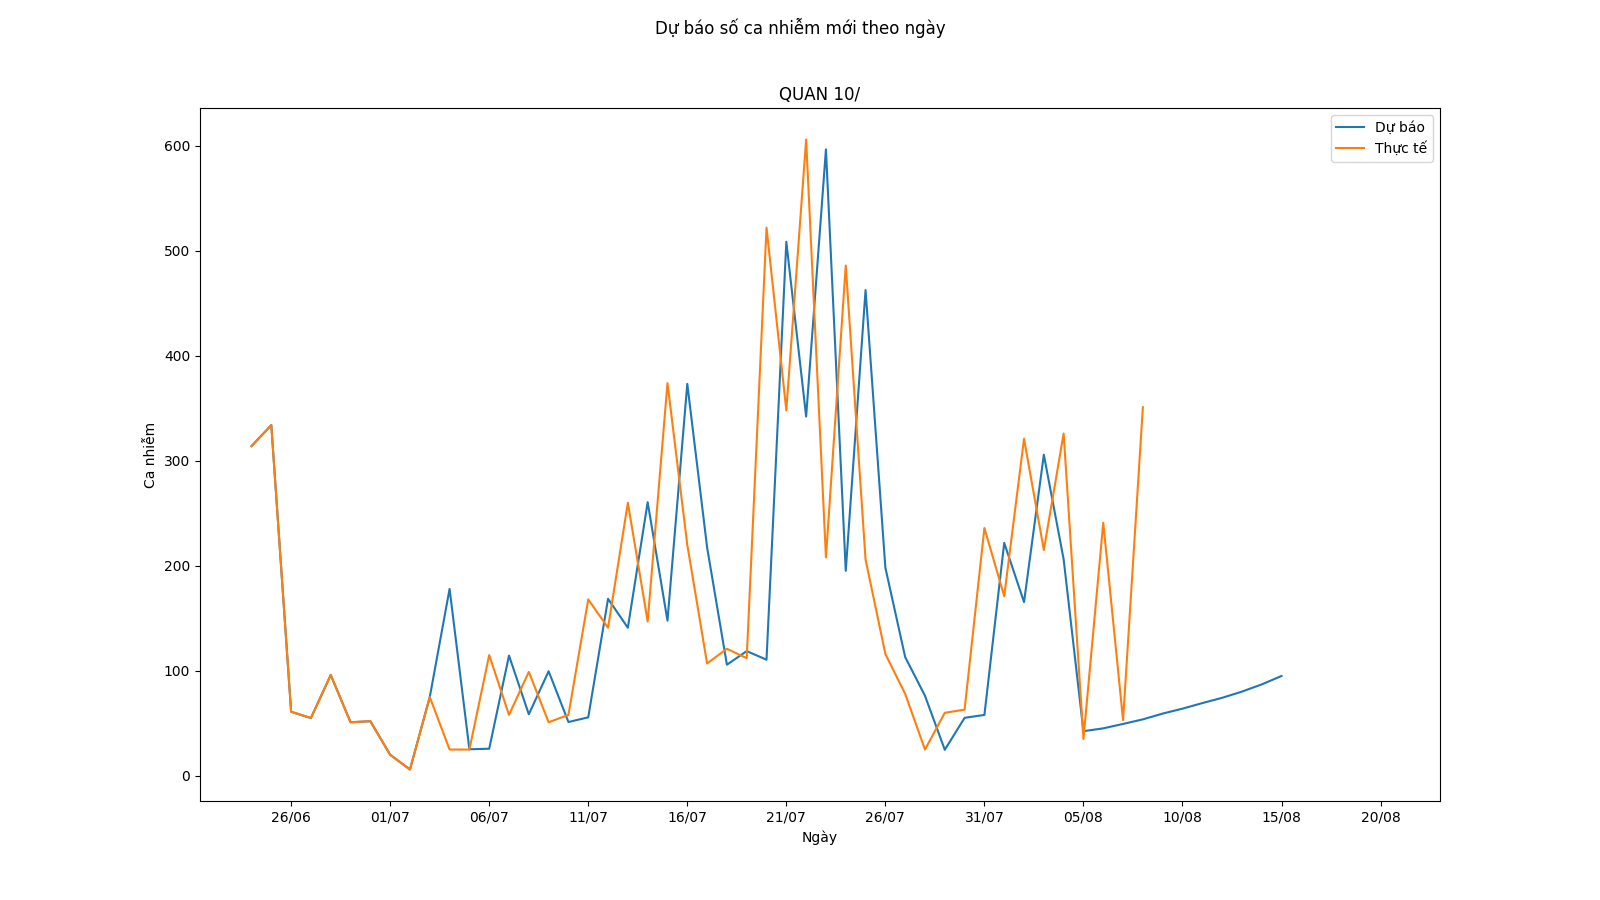 Dự báo số ca nhiễm mới theo ngày
QUAN 10/
Dự báo
Thực tế
600
500
400
300
200
100
0
Ca nhiễm
26/06 01/07 06/07 11/07 16/07 21/07 26/07 31/07 05/08 10/08 15/08 20/08
Ngày